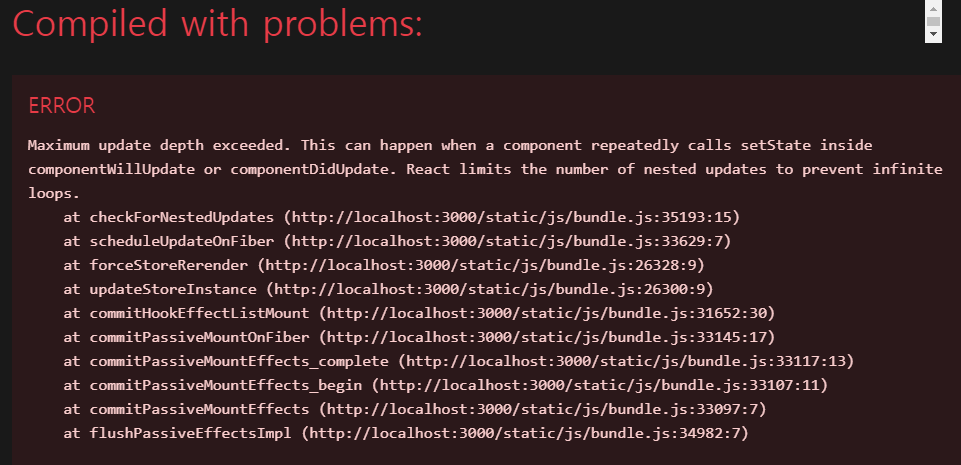 Compiled with problems:
ERROR
Maximum update depth exceeded. This can happen when a component repeatedly calls setState inside
componentWillUpdate or componentDidUpdate. React limits the number of nested updates to prevent infinite
loops.
    at checkForNestedUpdates (http://localhost:3000/static/js/bundle.js:35193:15)
    at scheduleUpdateOnFiber (http://localhost:3000/static/js/bundle.js:33629:7)
    at forceStoreRerender (http://localhost:3000/static/js/bundle.js:26328:9)
    at updateStoreInstance (http://localhost:3000/static/js/bundle.js:26300:9)
    at commitHookEffectListMount (http://localhost:3000/static/js/bundle.js:31652:30)
    at commitPassiveMountOnFiber (http://localhost:3000/static/js/bundle.js:33145:17)
    at commitPassiveMountEffects_complete (http://localhost:3000/static/js/bundle.js:33117:13)
    at commitPassiveMountEffects_begin (http://localhost:3000/static/js/bundle.js:33107:11)
    at commitPassiveMountEffects (http://localhost:3000/static/js/bundle.js:33097:7)
    at flushPassiveEffectsImpl (http://localhost:3000/static/js/bundle.js:34982:7)